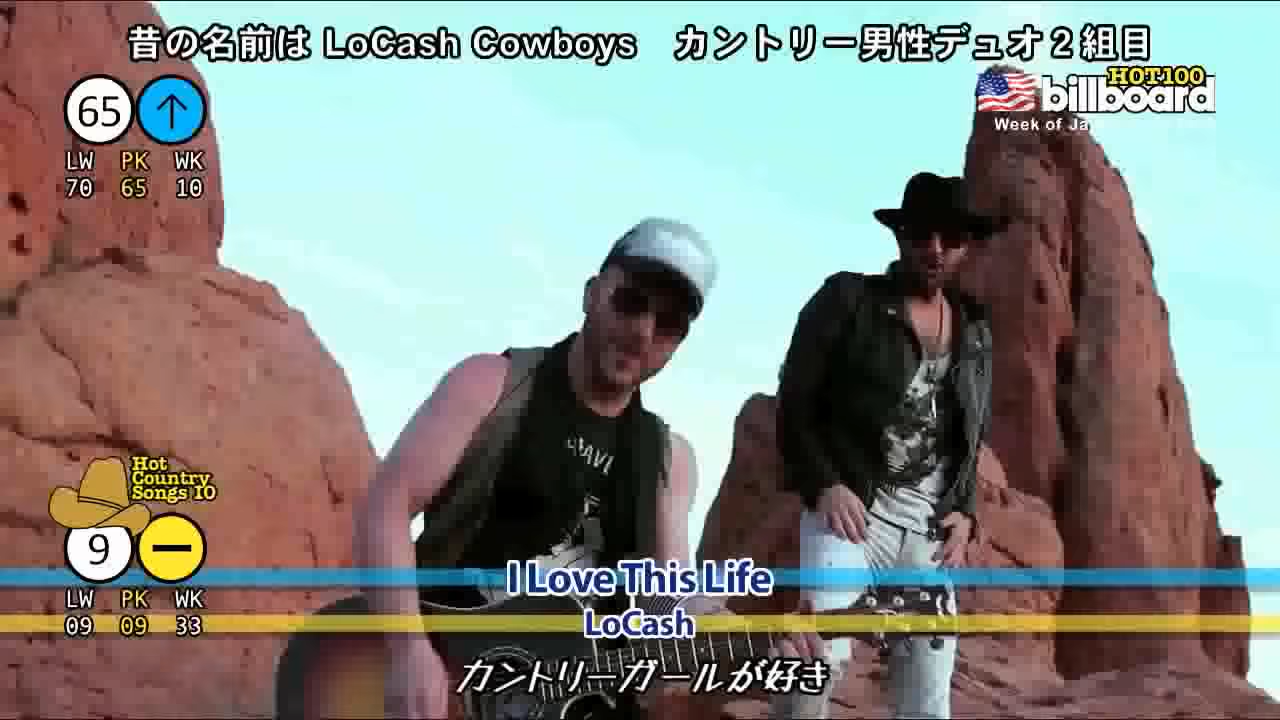 昔の名前は LoCash Cowboys　カントリー男性デュオ２組目
65 ↑
LW PK WK
70 65 10
HOT100
billboard
Week of Ja
Hot
Country
Songs 10
9 −
LW PK WK
09 09 33
I Love This Life
LoCash
カントリーガールが好き